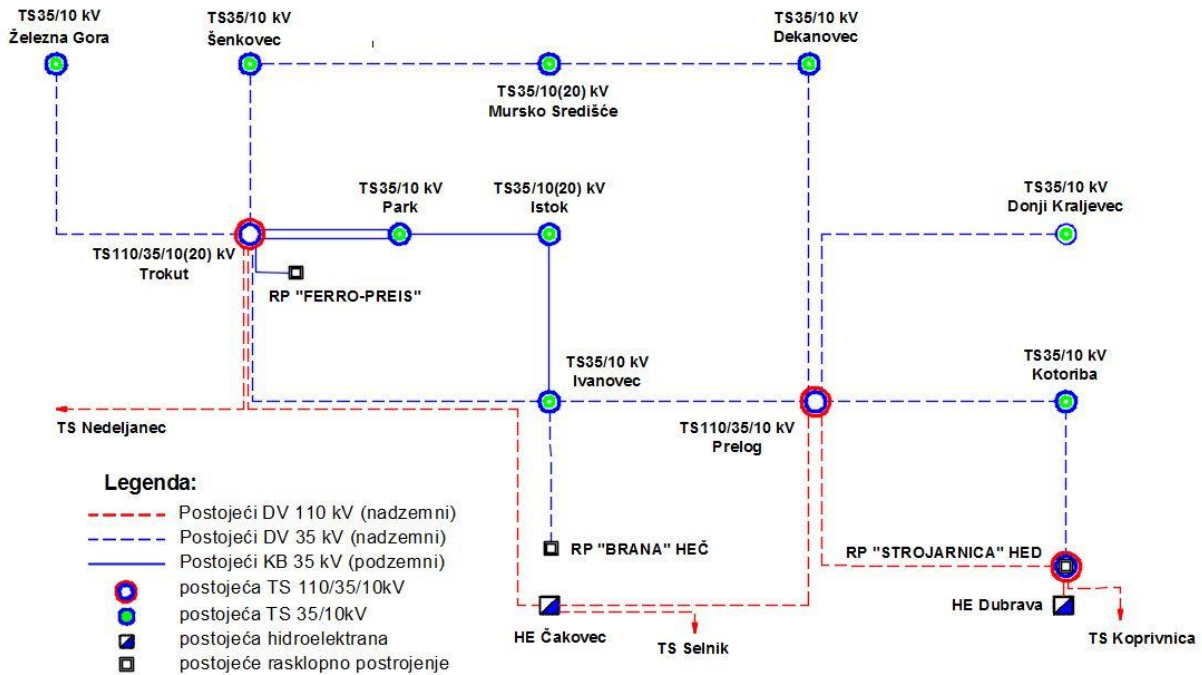 TS35/10 kV
Železna Gora
TS35/10 kV
Šenkovec
TS35/10 kV
Dekanovec
TS35/10(20) kV
Mursko Središće
TS35/10 kV
Park
TS35/10(20) kV
Istok
TS35/10 kV
Donji Kraljevec
TS110/35/10(20) kV
Trokut
RP "FERRO-PREIS"
TS35/10 kV
Ivanovec
TS35/10 kV
Kotoriba
TS Nedeljanec
TS110/35/10 kV
Prelog
RP "BRANA" HEČ
RP "STROJARNICA" HED
HE Čakovec
TS Selnik
HE Dubrava
TS Koprivnica
Legenda:
Postojeći DV 110 kV (nadzemni)
Postojeći DV 35 kV (nadzemni)
Postojeći KB 35 kV (podzemni)
postojeća TS 110/35/10kV
postojeća TS 35/10kV
postojeća hidroelektrana
postojeće rasklopno postrojenje